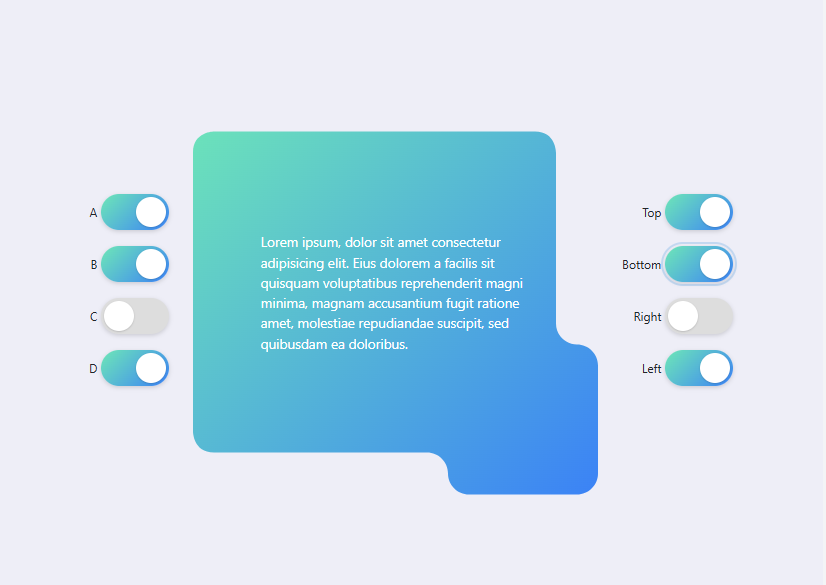 A
B
C
D
Lorem ipsum, dolor sit amet consectetur
adipisicing elit. Eius dolorem a facilis sit
quisquam voluptatibus reprehenderit magni
minima, magnam accusantium fugit ratione
amet, molestiae repudiandae suscipit, sed
quibusdam ea doloribus.
Top
Bottom
Right
Left